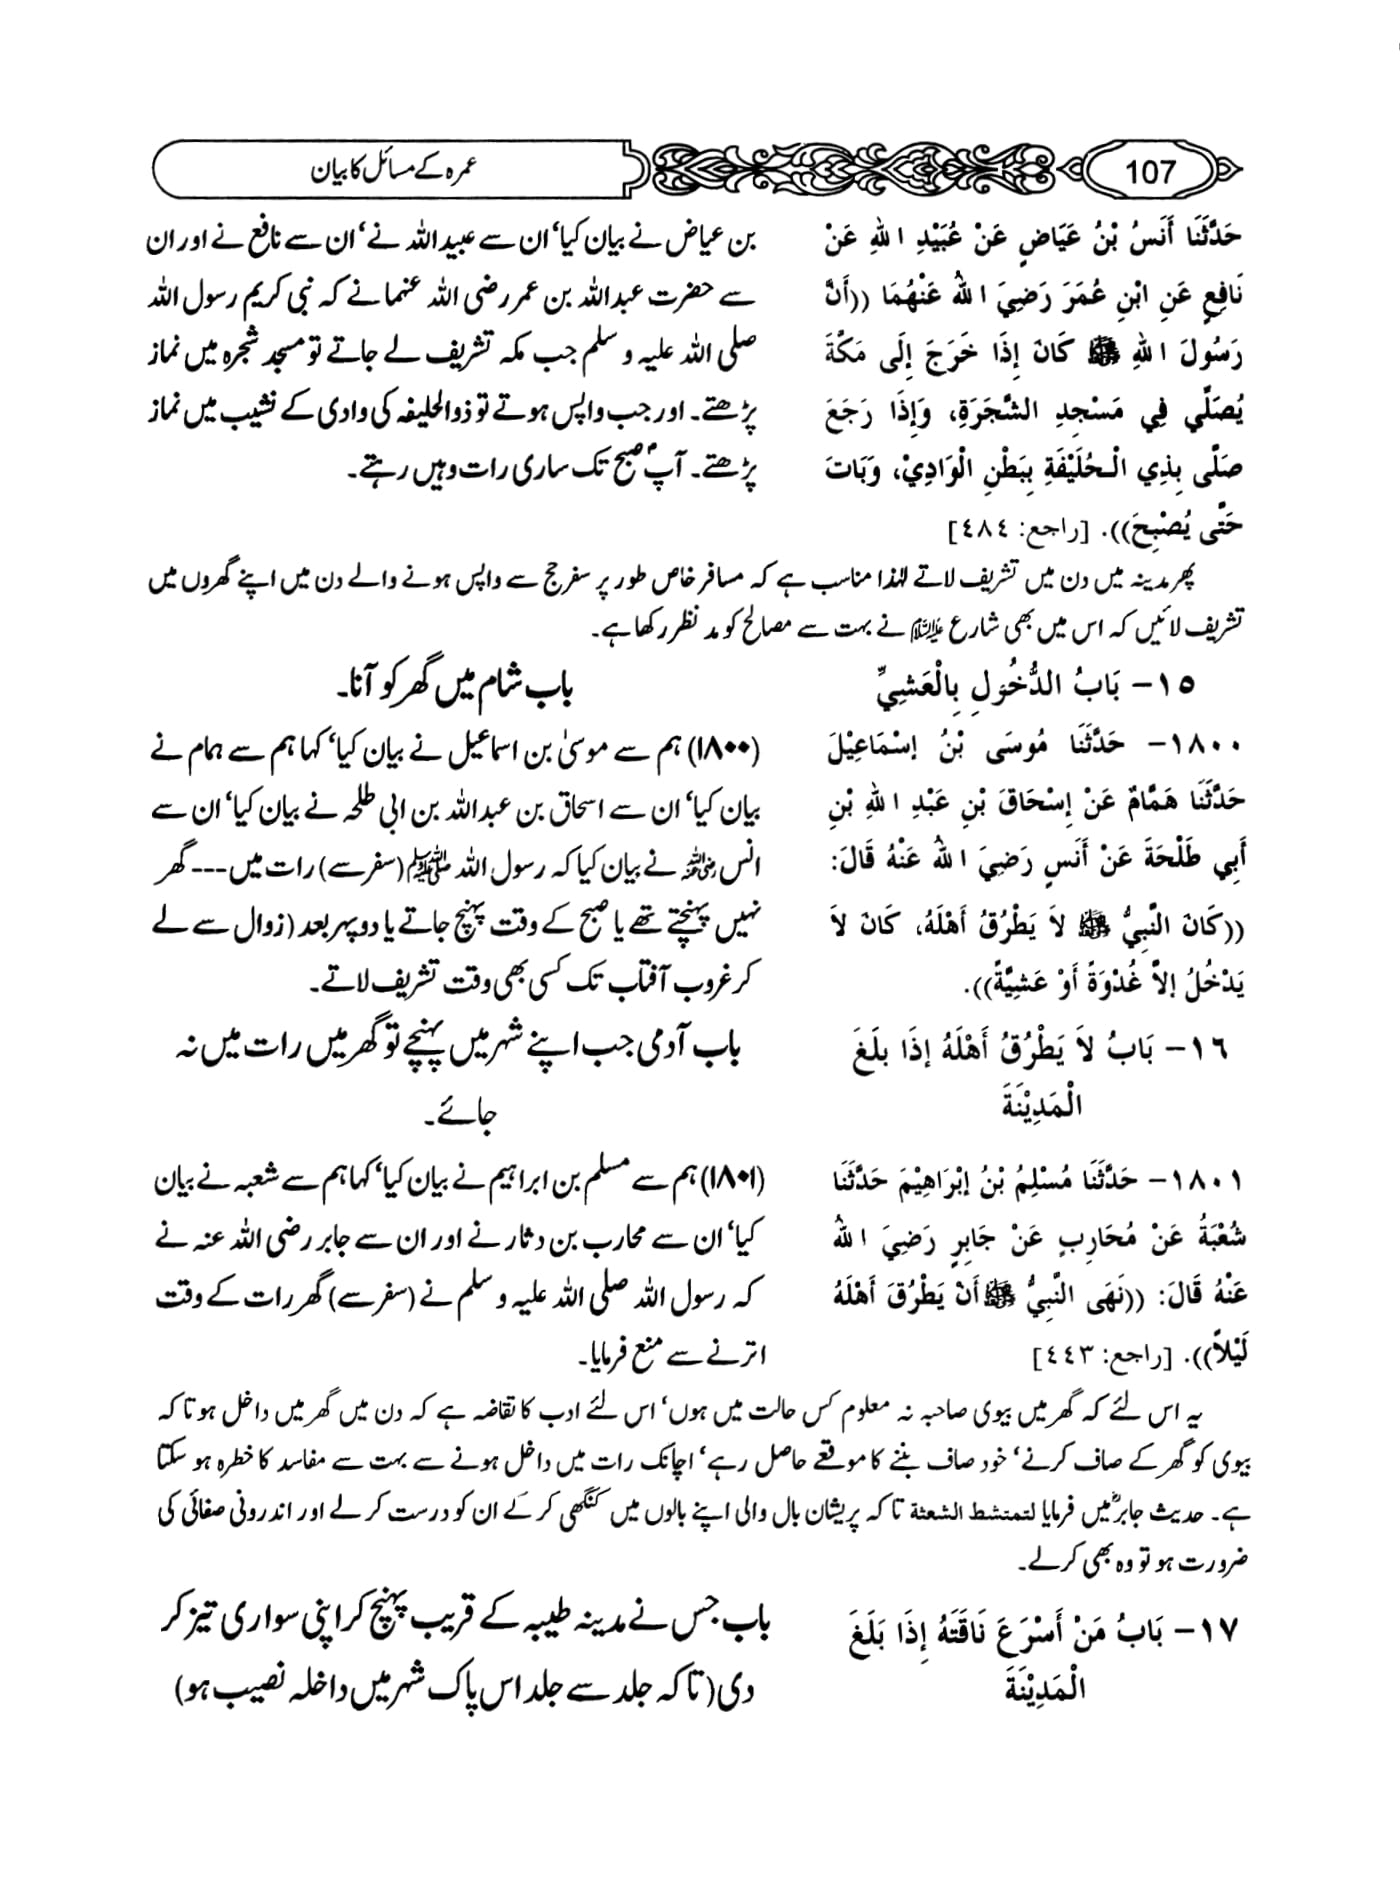 107
عمرہ کے مسائل کا بیان
حَدَّثَنَا أَنَسُ بْنُ عَيَاضٍ عَنْ عُبَيْدِ اللهِ عَنْ
نَافِعٍ عَنِ ابْنِ عُمَرَ رَضِيَ اللهُ عَنْهُمَا ((أَنَّ
رَسُولَ اللهِ ﷺ كَانَ إِذَا خَرَجَ إِلَى مَكَّةَ
يُصَلِّي فِي مَسْجِدِ الشَّجَرَةِ، وَإِذَا رَجَعَ
صَلَّى بِذِي الْحُلَيْفَةِ بِبَطْنِ الْوَادِيْ، وَبَاتَ
حَتَّى يُصْبِحَ)). [راجع: ٤٨٤]
بن عیاض نے بیان کیا‘ ان سے عبیداللہ نے‘ ان سے نافع نے اور ان
سے حضرت عبداللہ بن عمر رضی اللہ عنہما نے کہ نبی کریم رسول اللہ
صلی اللہ علیہ و سلم جب مکہ تشریف لے جاتے تو مسجد شجرہ میں نماز
پڑھتے۔ اور جب واپس ہوتے تو ذوالحلیفہ کی وادی کے نشیب میں نماز
پڑھتے۔ آپؐ صبح تک ساری رات وہیں رہتے۔
پھر مدینہ میں دن میں تشریف لاتے لہٰذا مناسب ہے کہ مسافر خاص طور پر سفر حج سے واپس ہونے والے دن میں اپنے گھروں میں
تشریف لائیں کہ اس میں بھی شارع علیہ السلام نے بہت سے مصالح کو مد نظر رکھا ہے۔
١٥- بَابُ الدُّخُولِ بِالْعَشِيِّ
باب شام میں گھر کو آنا۔
١٨٠٠- حَدَّثَنَا مُوسَى بْنُ إِسْمَاعِيْلَ
حَدَّثَنَا هَمَّامٌ عَنْ إِسْحَاقَ بْنِ عَبْدِ اللهِ بْنِ
أَبِي طَلْحَةَ عَنْ أَنَسٍ رَضِيَ اللهُ عَنْهُ قَالَ:
((كَانَ النَّبِيُّ ﷺ لاَ يَطْرُقُ أَهْلَهُ، كَانَ لاَ
يَدْخُلُ إِلاَّ غُدْوَةً أَوْ عَشِيَّةً)).
(۱۸۰۰) ہم سے موسیٰ بن اسماعیل نے بیان کیا‘ کہا ہم سے ہمام نے
بیان کیا‘ ان سے اسحاق بن عبداللہ بن ابی طلحہ نے بیان کیا‘ ان سے
انس رضی اللہ عنہ نے بیان کیا کہ رسول اللہ ﷺ (سفر سے) رات میں --- گھر
نہیں پہنچتے تھے یا صبح کے وقت پہنچ جاتے یا دوپہر بعد (زوال سے لے
کر غروب آفتاب تک کسی بھی وقت تشریف لاتے۔
١٦- بَابُ لاَ يَطْرُقُ أَهْلَهُ إِذَا بَلَغَ
الْمَدِيْنَةَ
باب آدمی جب اپنے شہر میں پہنچے تو گھر میں رات میں نہ
جائے۔
١٨٠١- حَدَّثَنَا مُسْلِمُ بْنُ إِبْرَاهِيْمَ حَدَّثَنَا
شُعْبَةُ عَنْ مُحَارِبٍ عَنْ جَابِرٍ رَضِيَ اللهُ
عَنْهُ قَالَ: ((نَهَى النَّبِيُّ ﷺ أَنْ يَطْرُقَ أَهْلَهُ
لَيْلاً)). [راجع: ٤٤٣]
(۱۸۰۱) ہم سے مسلم بن ابراہیم نے بیان کیا‘ کہا ہم سے شعبہ نے بیان
کیا‘ ان سے محارب بن دثار نے اور ان سے جابر رضی اللہ عنہ نے
کہ رسول اللہ صلی اللہ علیہ و سلم نے (سفر سے) گھر رات کے وقت
اترنے سے منع فرمایا۔
یہ اس لئے کہ گھر میں بیوی صاحبہ نہ معلوم کس حالت میں ہوں‘ اس لئے ادب کا تقاضہ ہے کہ دن میں گھر میں داخل ہو تا کہ
بیوی کو گھر کے صاف کرنے‘ خود صاف بننے کا موقعے حاصل رہے‘ اچانک رات میں داخل ہونے سے بہت سے مفاسد کا خطرہ ہو سکتا
ہے۔ حدیث جابرؓ میں فرمایا لتمتشط الشعثة تا کہ پریشان بال والی اپنے بالوں میں کنگھی کر کے ان کو درست کر لے اور اندرونی صفائی کی
ضرورت ہو تو وہ بھی کر لے۔
١٧- بَابُ مَنْ أَسْرَعَ نَاقَتَهُ إِذَا بَلَغَ
الْمَدِيْنَةَ
باب جس نے مدینہ طیبہ کے قریب پہنچ کر اپنی سواری تیز کر
دی (تا کہ جلد سے جلد اس پاک شہر میں داخلہ نصیب ہو)